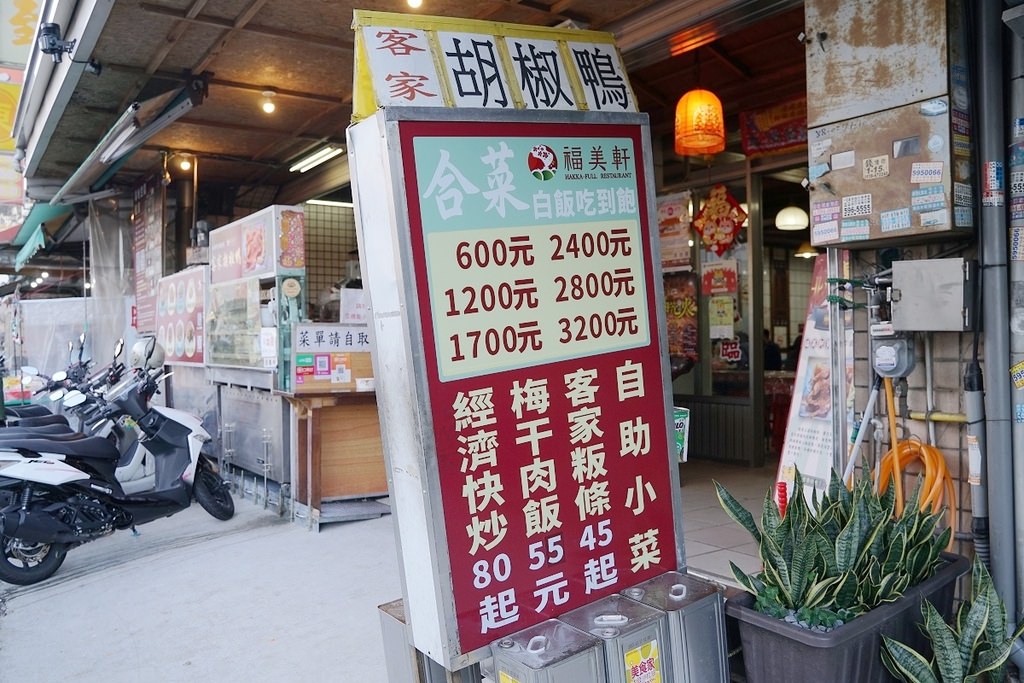 客家
胡椒鴨
合菜
福美軒
HAKKA-FULL RESTAURANT
白飯吃到飽
600元 2400元
1200元 2800元
1700元 3200元
自助小菜
客家粄條45起
梅干肉飯55元
經濟快炒80起
菜單請自取
美食家
5950066